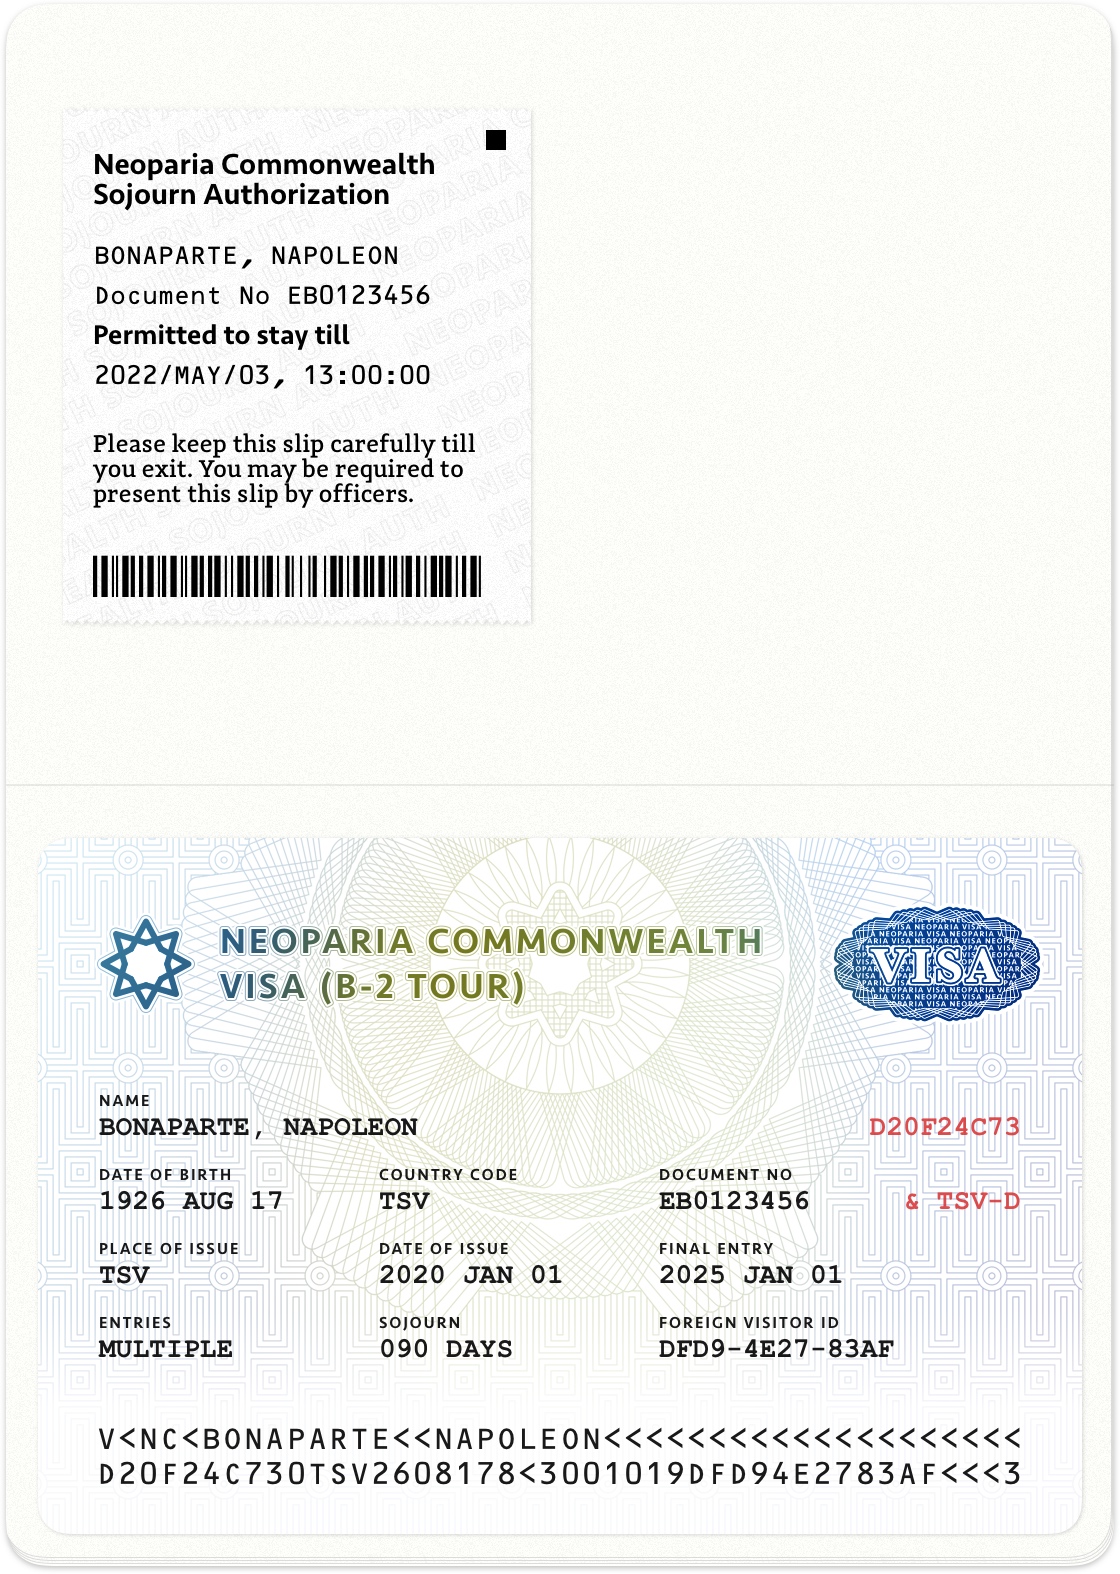 Neoparia Commonwealth
Sojourn Authorization
BONAPARTE, NAPOLEON
Document No EB0123456
Permitted to stay till
2022/MAY/03, 13:00:00
Please keep this slip carefully till
you exit. You may be required to
present this slip by officers.
NEOPARIA COMMONWEALTH
VISA (B-2 TOUR)
VISA
NAME
BONAPARTE, NAPOLEON
D20F24C73
DATE OF BIRTH COUNTRY CODE DOCUMENT NO
1926 AUG 17 TSV EB0123456 & TSV-D
PLACE OF ISSUE DATE OF ISSUE FINAL ENTRY
TSV 2020 JAN 01 2025 JAN 01
ENTRIES SOJOURN FOREIGN VISITOR ID
MULTIPLE 090 DAYS DFD9-4E27-83AF
V<NC<BONAPARTE<<NAPOLEON<<<<<<<<<<<<<<<<<<<<
D20F24C730TSV2608178<3001019DFD94E2783AF<<<3